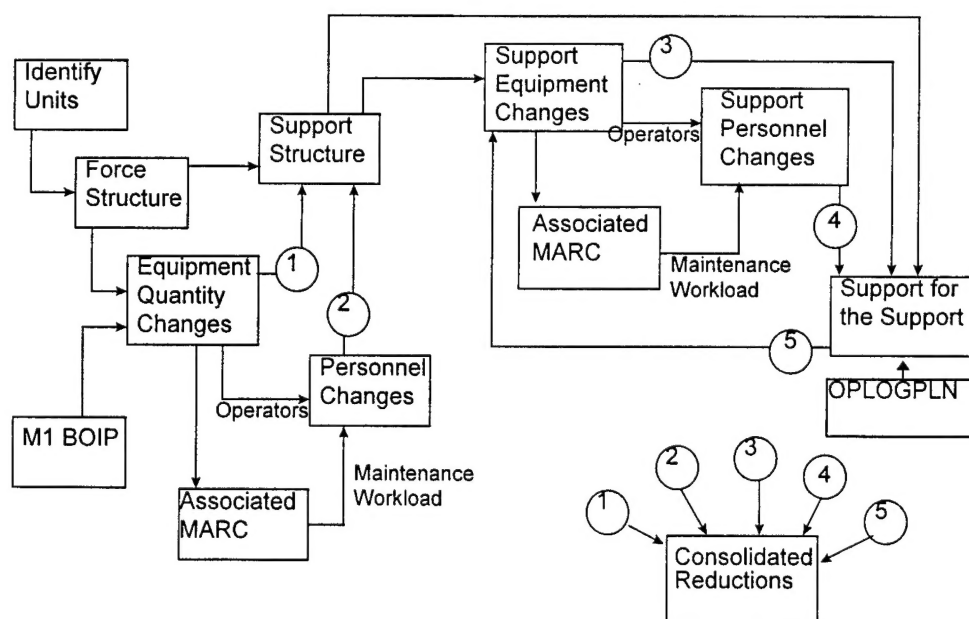 Identify
Units
Force
Structure
Support
Structure
Equipment
Quantity
Changes
M1 BOIP
1
2
Operators
Personnel
Changes
Associated
MARC
Maintenance
Workload
Support
Equipment
Changes
3
Operators
Support
Personnel
Changes
Associated
MARC
Maintenance
Workload
4
Support for
the Support
5
OPLOGPLN
1
2
3
4
5
Consolidated
Reductions